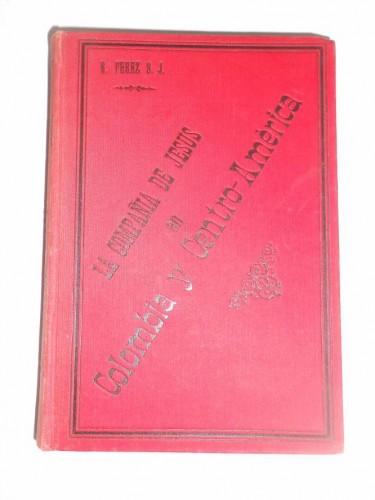 R. PEREZ S. J.
LA COMPAÑIA DE JESUS
en
Colombia y Centro-América